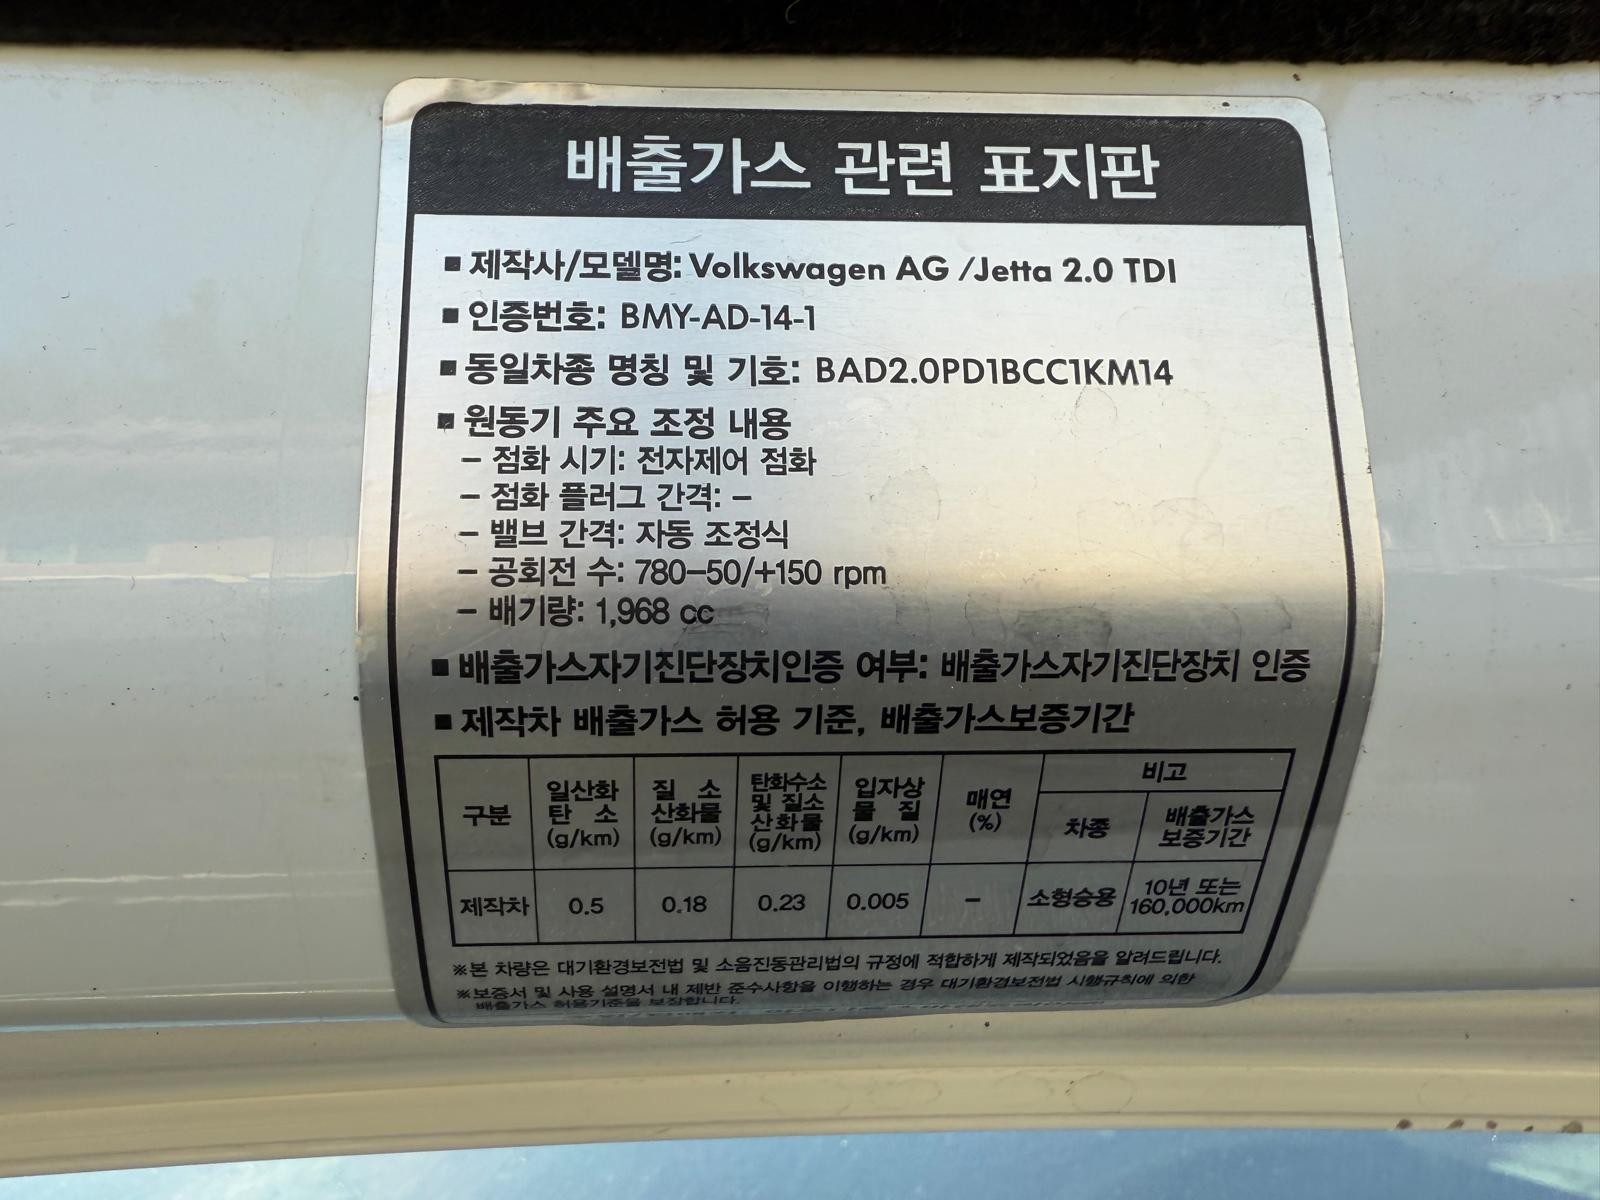 배출가스 관련 표지판
■ 제작사/모델명: Volkswagen AG /Jetta 2.0 TDI
■ 인증번호: BMY-AD-14-1
■ 동일차종 명칭 및 기호: BAD2.0PD1BCC1KM14
■ 원동기 주요 조정 내용
– 점화 시기: 전자제어 점화
– 점화 플러그 간격: –
– 밸브 간격: 자동 조정식
– 공회전 수: 780–50/+150 rpm
– 배기량: 1,968 cc
■ 배출가스자기진단장치인증 여부: 배출가스자기진단장치 인증
■ 제작차 배출가스 허용 기준, 배출가스보증기간
구분 일산화탄소 (g/km) 질소산화물 (g/km) 탄화수소 및 질소산화물 (g/km) 입자상물질 (g/km) 매연 (%) 비고
차종 배출가스 보증기간
제작차 0.5 0.18 0.23 0.005 – 소형승용 10년 또는 160,000km
※본 차량은 대기환경보전법 및 소음진동관리법의 규정에 적합하게 제작되었음을 알려드립니다.
※보증서 및 사용 설명서 내 제반 준수사항을 이행하는 경우 대기환경보전법 시행규칙에 의한
배출가스 허용기준을 보장합니다.